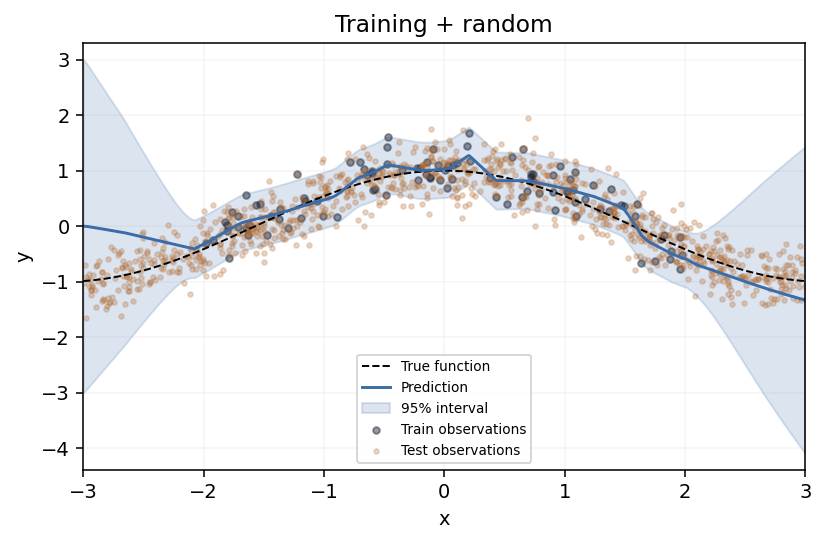 Training + random
3
2
1
0
−1
−2
−3
−4
y
−3
−2
−1
0
1
2
3
x
True function
Prediction
95% interval
Train observations
Test observations